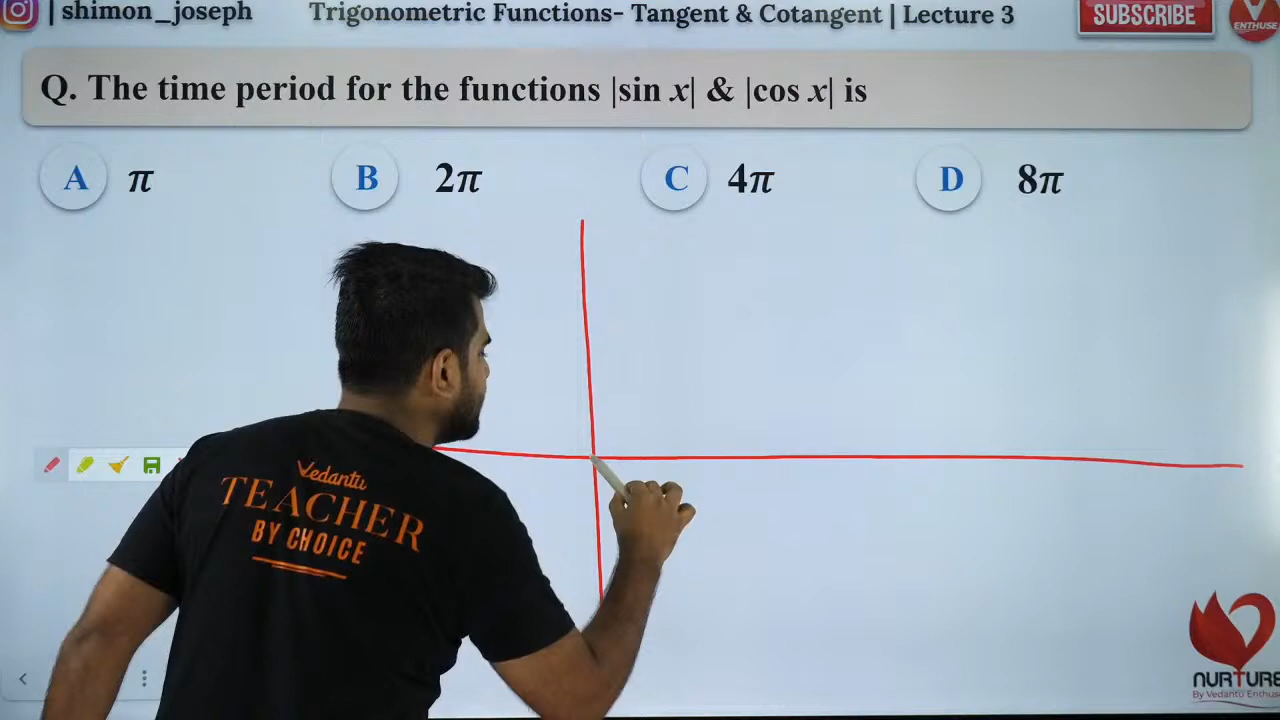 | shimon_joseph
Trigonometric Functions- Tangent & Cotangent | Lecture 3
SUBSCRIBE
V
ENTHUSE
Q. The time period for the functions |sin x| & |cos x| is
A π
B 2π
C 4π
D 8π
Vedantu
TEACHER
BY CHOICE
NURTURE
By Vedantu Enthuse